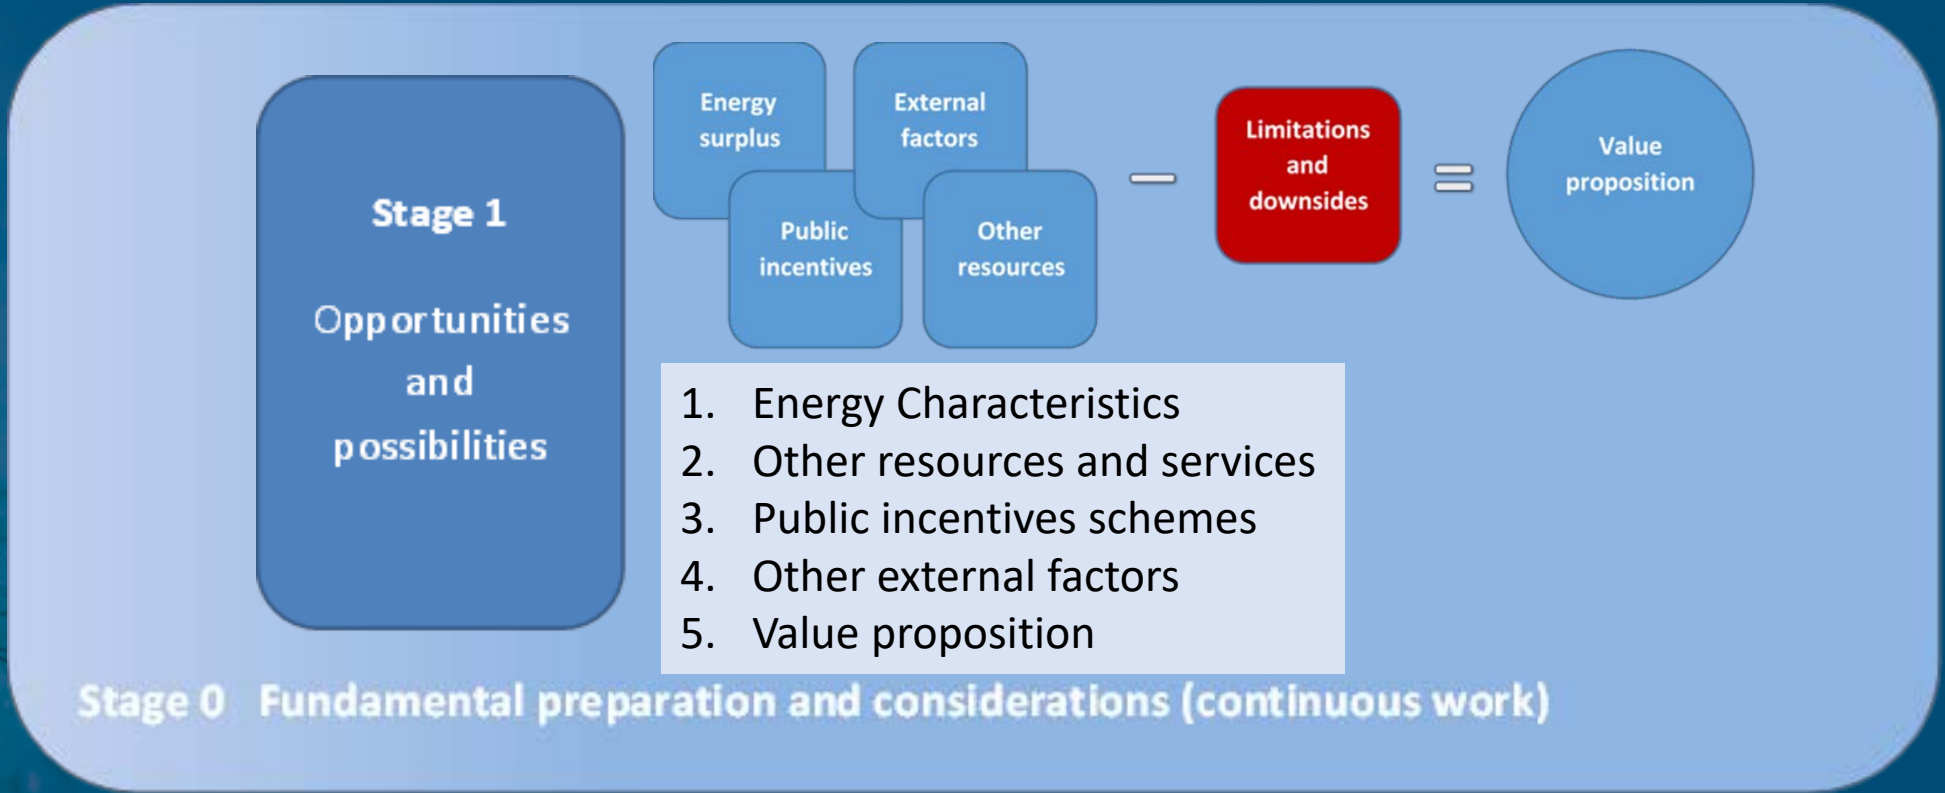 Stage 1
Opportunities
and
possibilities
Energy
surplus
External
factors
Public
incentives
Other
resources
Limitations
and
downsides
Value
proposition
1. Energy Characteristics
2. Other resources and services
3. Public incentives schemes
4. Other external factors
5. Value proposition
Stage 0 Fundamental preparation and considerations (continuous work)